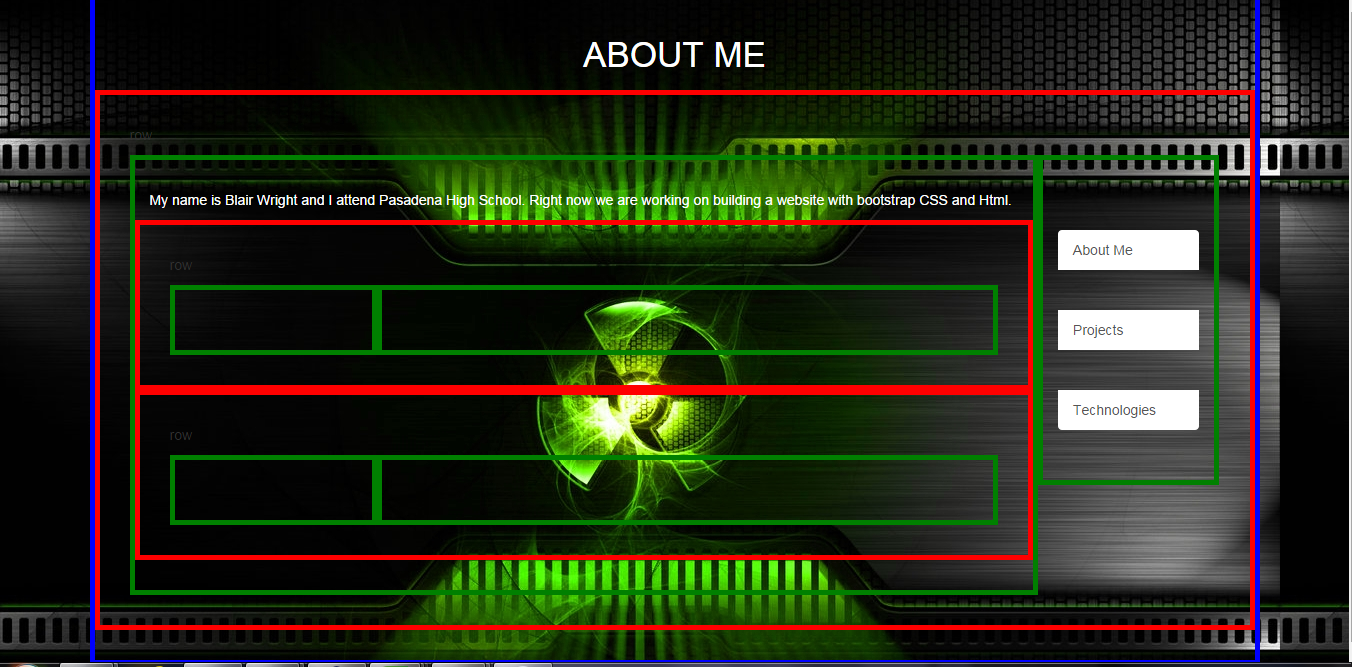 ABOUT ME
row
My name is Blair Wright and I attend Pasadena High School. Right now we are working on building a website with bootstrap CSS and Html.
About Me
row
Projects
Technologies
row